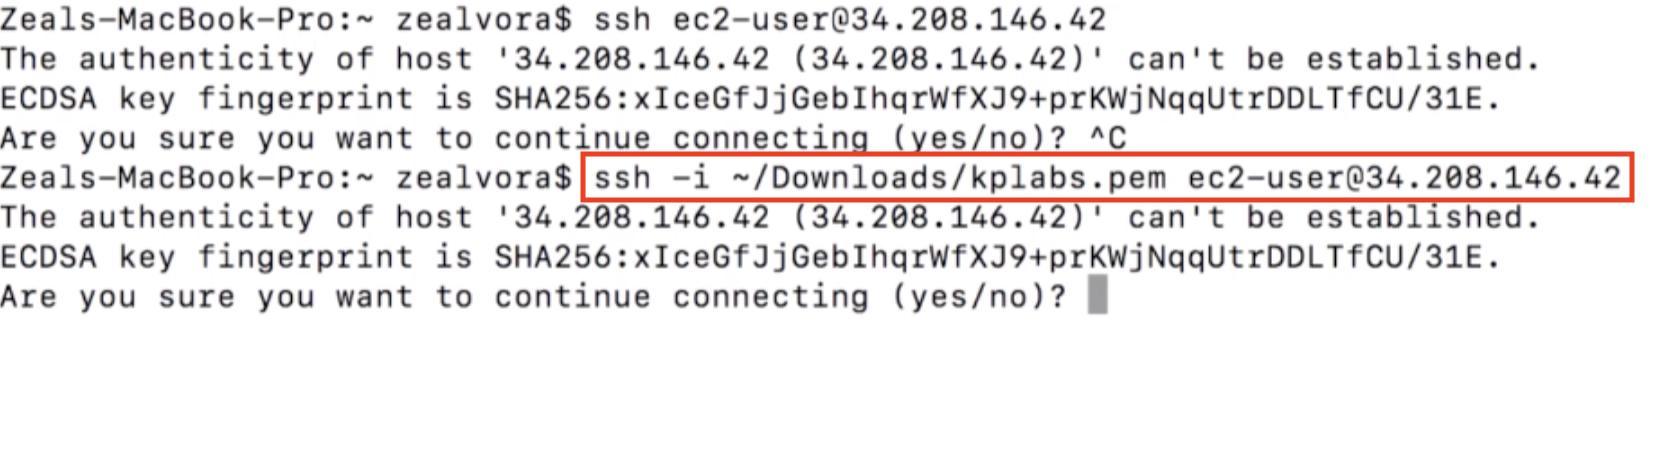 Zeals-MacBook-Pro:~ zealvora$ ssh ec2-user@34.208.146.42
The authenticity of host '34.208.146.42 (34.208.146.42)' can't be established.
ECDSA key fingerprint is SHA256:xIceGfJjGebIhqrWfXJ9+prKWjNqqUtrDDLTfCU/31E.
Are you sure you want to continue connecting (yes/no)? ^C
Zeals-MacBook-Pro:~ zealvora$ ssh -i ~/Downloads/kplabs.pem ec2-user@34.208.146.42
The authenticity of host '34.208.146.42 (34.208.146.42)' can't be established.
ECDSA key fingerprint is SHA256:xIceGfJjGebIhqrWfXJ9+prKWjNqqUtrDDLTfCU/31E.
Are you sure you want to continue connecting (yes/no)?